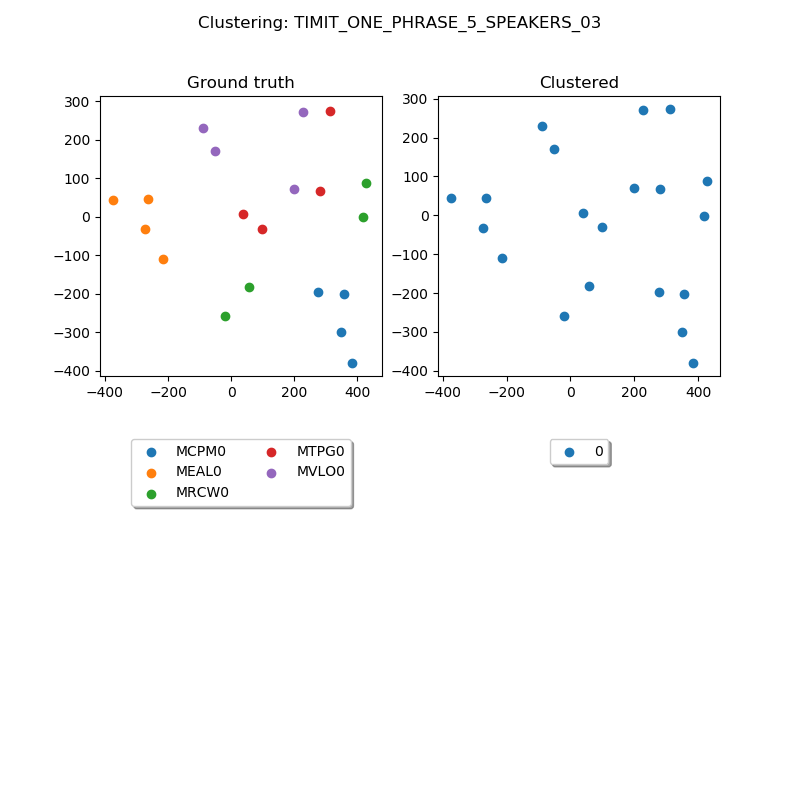 Clustering: TIMIT_ONE_PHRASE_5_SPEAKERS_03
Ground truth
300
200
100
0
−100
−200
−300
−400
−400 −200 0 200 400
Clustered
300
200
100
0
−100
−200
−300
−400
−400 −200 0 200 400
MCPM0 MTPG0
MEAL0 MVLO0
MRCW0
0